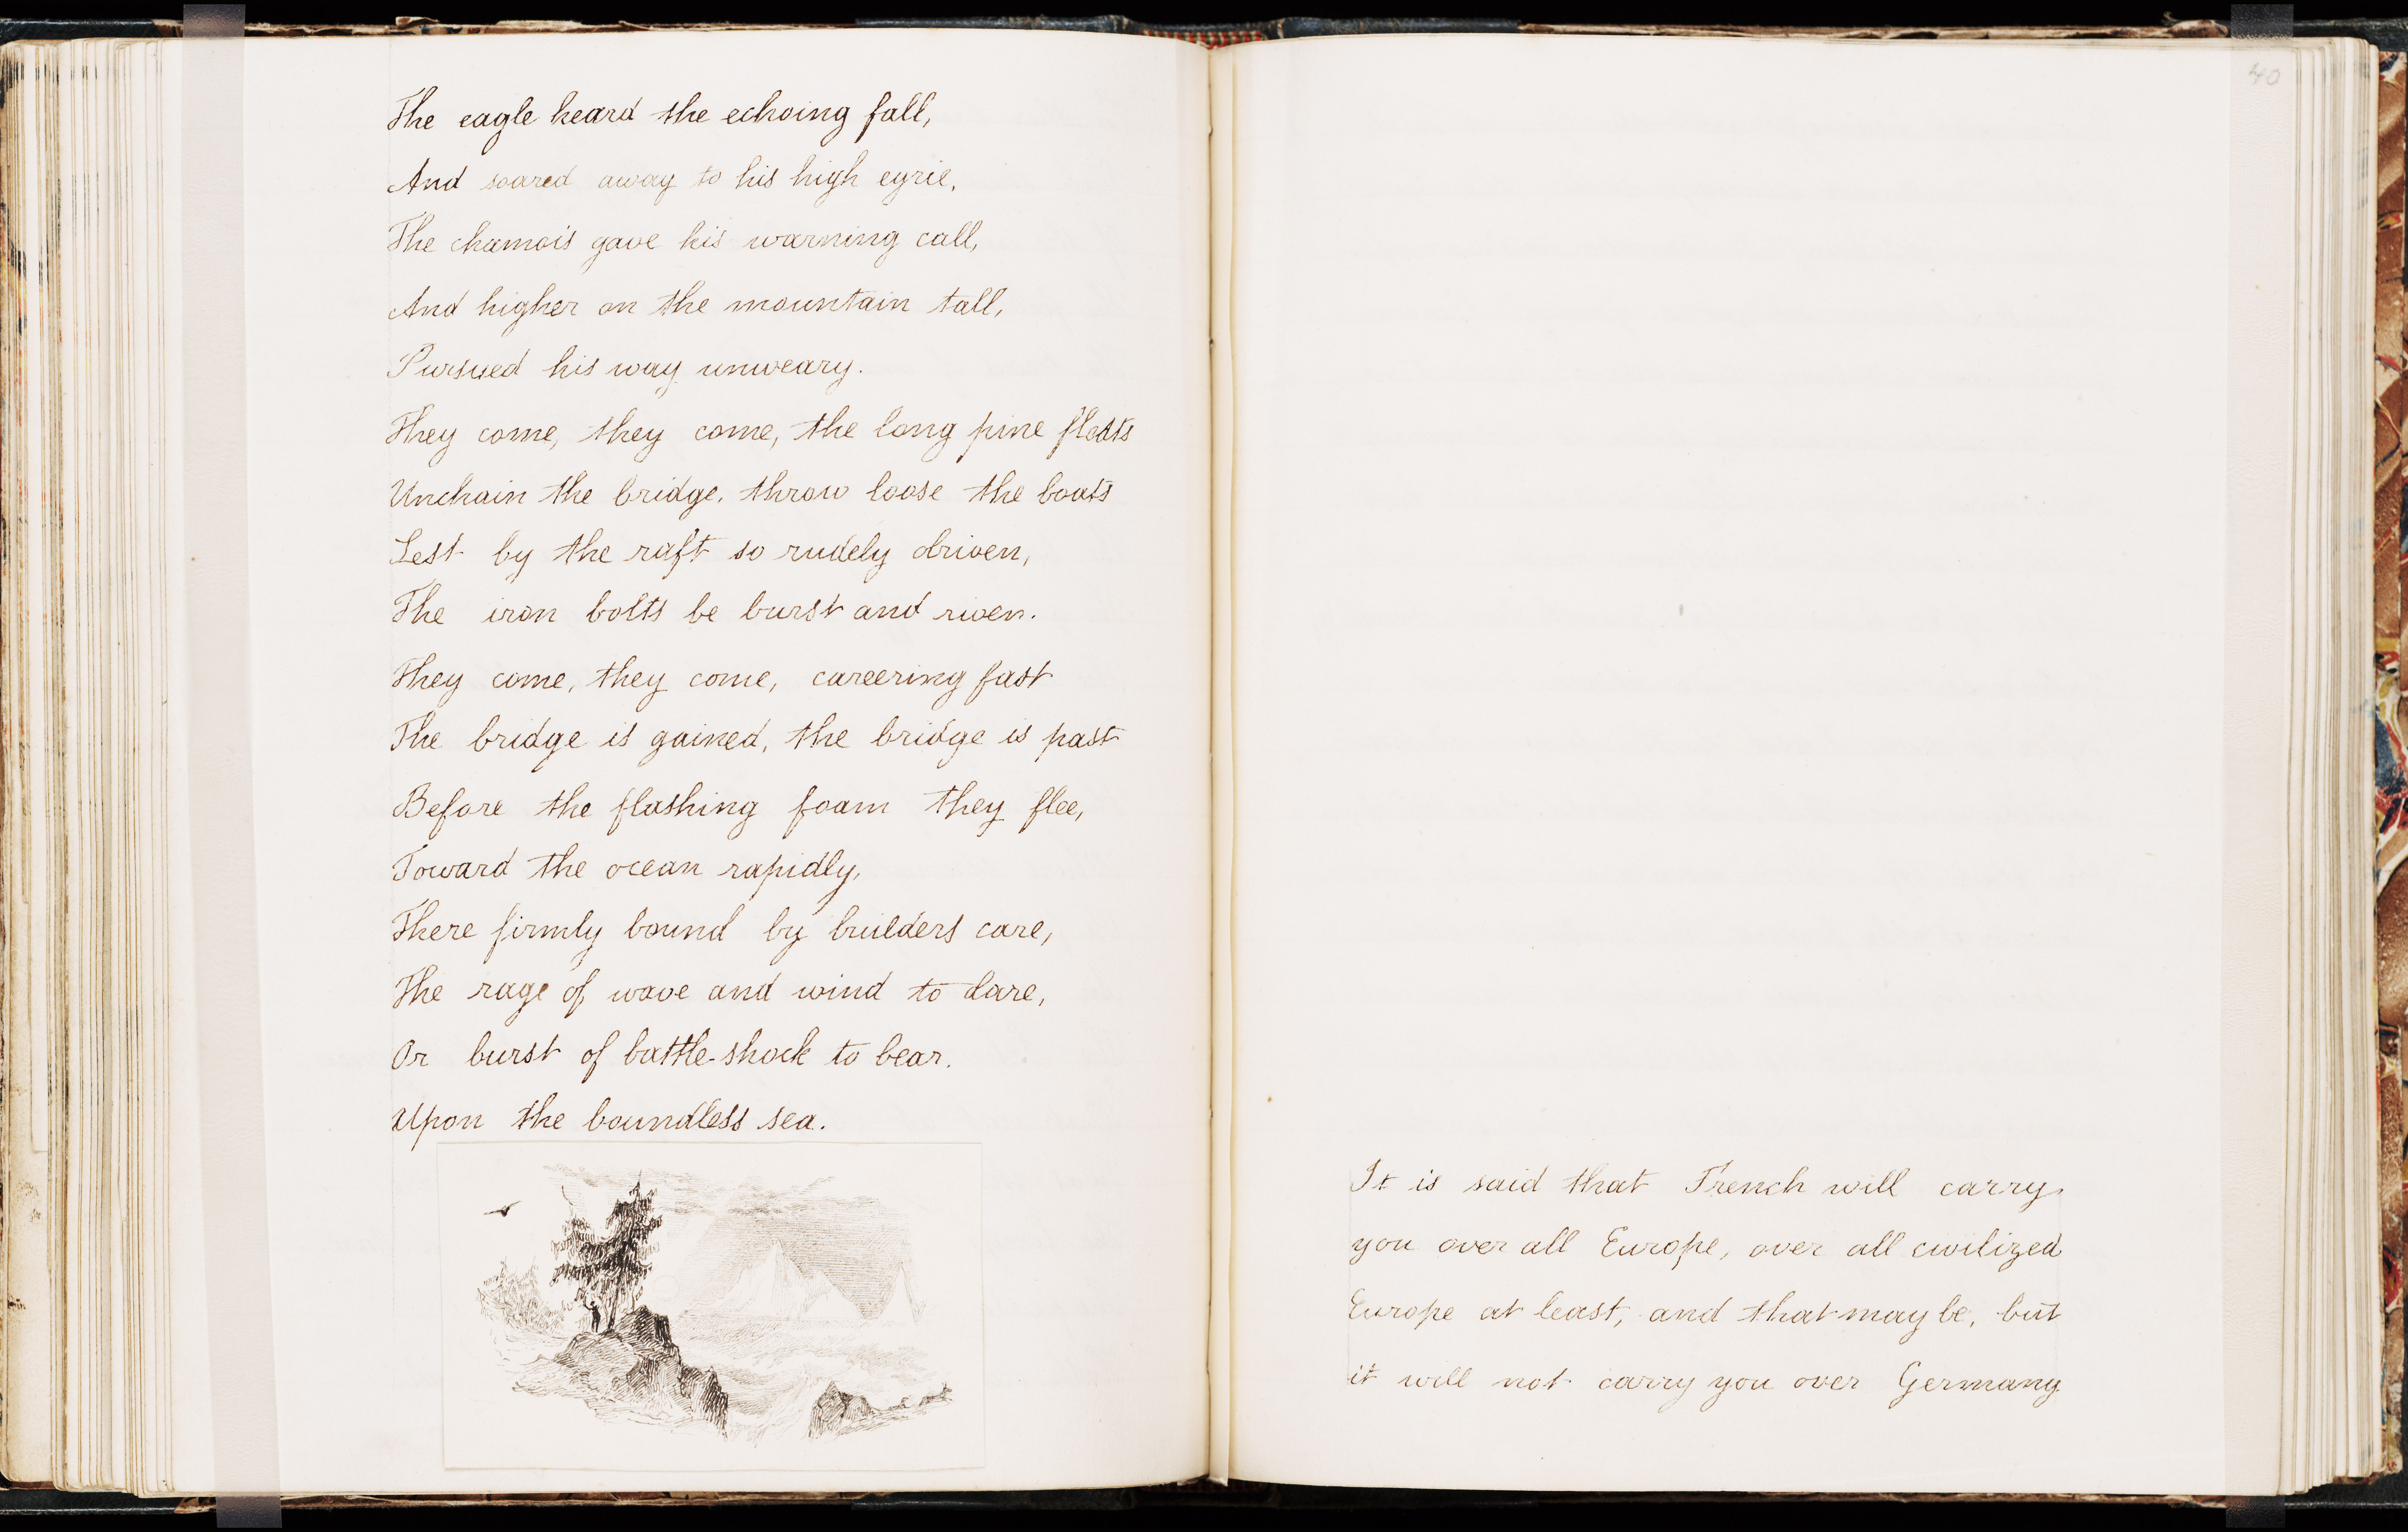 The eagle heard the echoing fall,
And soared away to his high eyrie,
The chamois gave his warning call,
And higher on the mountain tall,
Pursued his way unweary.
They come, they come, the long pine floats
Unchain the bridge, throw loose the boats
Lest by the raft so rudely driven,
The iron bolts be burst and riven.
They come, they come, careering fast
The bridge is gained, the bridge is past
Before the flashing foam they flee,
Toward the ocean rapidly,
There firmly bound by builders care,
The rage of wave and wind to dare,
Or burst of battle-shock to bear.
Upon the boundless sea.
40
It is said that French will carry
you over all Europe, over all civilized
Europe at least, and that may be, but
it will not carry you over Germany